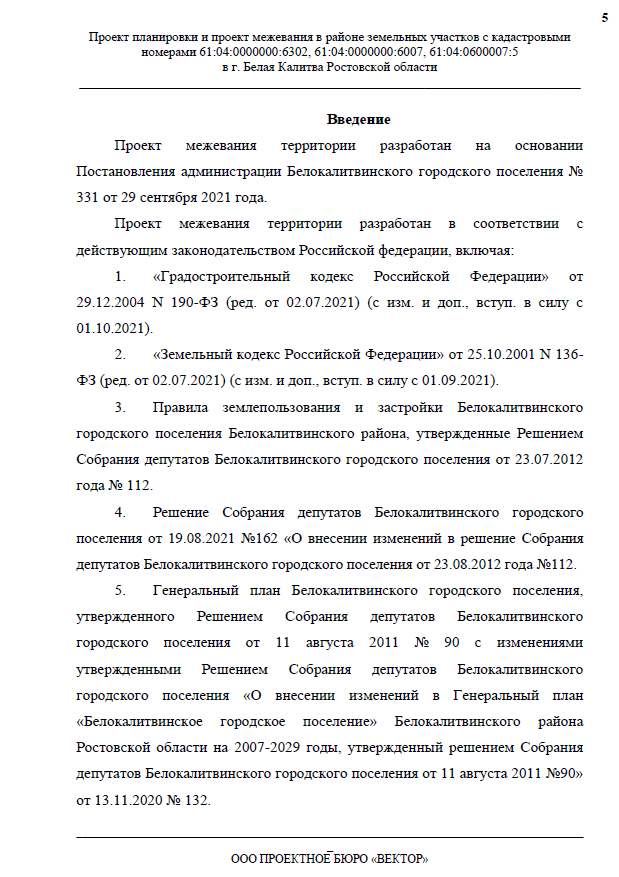 5
Проект планировки и проект межевания в районе земельных участков с кадастровыми
номерами 61:04:0000000:6302, 61:04:0000000:6007, 61:04:0600007:5
в г. Белая Калитва Ростовской области
Введение
Проект межевания территории разработан на основании
Постановления администрации Белокалитвинского городского поселения №
331 от 29 сентября 2021 года.
Проект межевания территории разработан в соответствии с
действующим законодательством Российской федерации, включая:
1. «Градостроительный кодекс Российской Федерации» от
29.12.2004 N 190-ФЗ (ред. от 02.07.2021) (с изм. и доп., вступ. в силу с
01.10.2021).
2. «Земельный кодекс Российской Федерации» от 25.10.2001 N 136-
ФЗ (ред. от 02.07.2021) (с изм. и доп., вступ. в силу с 01.09.2021).
3. Правила землепользования и застройки Белокалитвинского
городского поселения Белокалитвинского района, утвержденные Решением
Собрания депутатов Белокалитвинского городского поселения от 23.07.2012
года № 112.
4. Решение Собрания депутатов Белокалитвинского городского
поселения от 19.08.2021 №162 «О внесении изменений в решение Собрания
депутатов Белокалитвинского городского поселения от 23.08.2012 года №112.
5. Генеральный план Белокалитвинского городского поселения,
утвержденного Решением Собрания депутатов Белокалитвинского
городского поселения от 11 августа 2011 № 90 с изменениями
утвержденными Решением Собрания депутатов Белокалитвинского
городского поселения «О внесении изменений в Генеральный план
«Белокалитвинское городское поселение» Белокалитвинского района
Ростовской области на 2007-2029 годы, утвержденный решением Собрания
депутатов Белокалитвинского городского поселения от 11 августа 2011 №90»
от 13.11.2020 № 132.
ООО ПРОЕКТНОЕ БЮРО «ВЕКТОР»